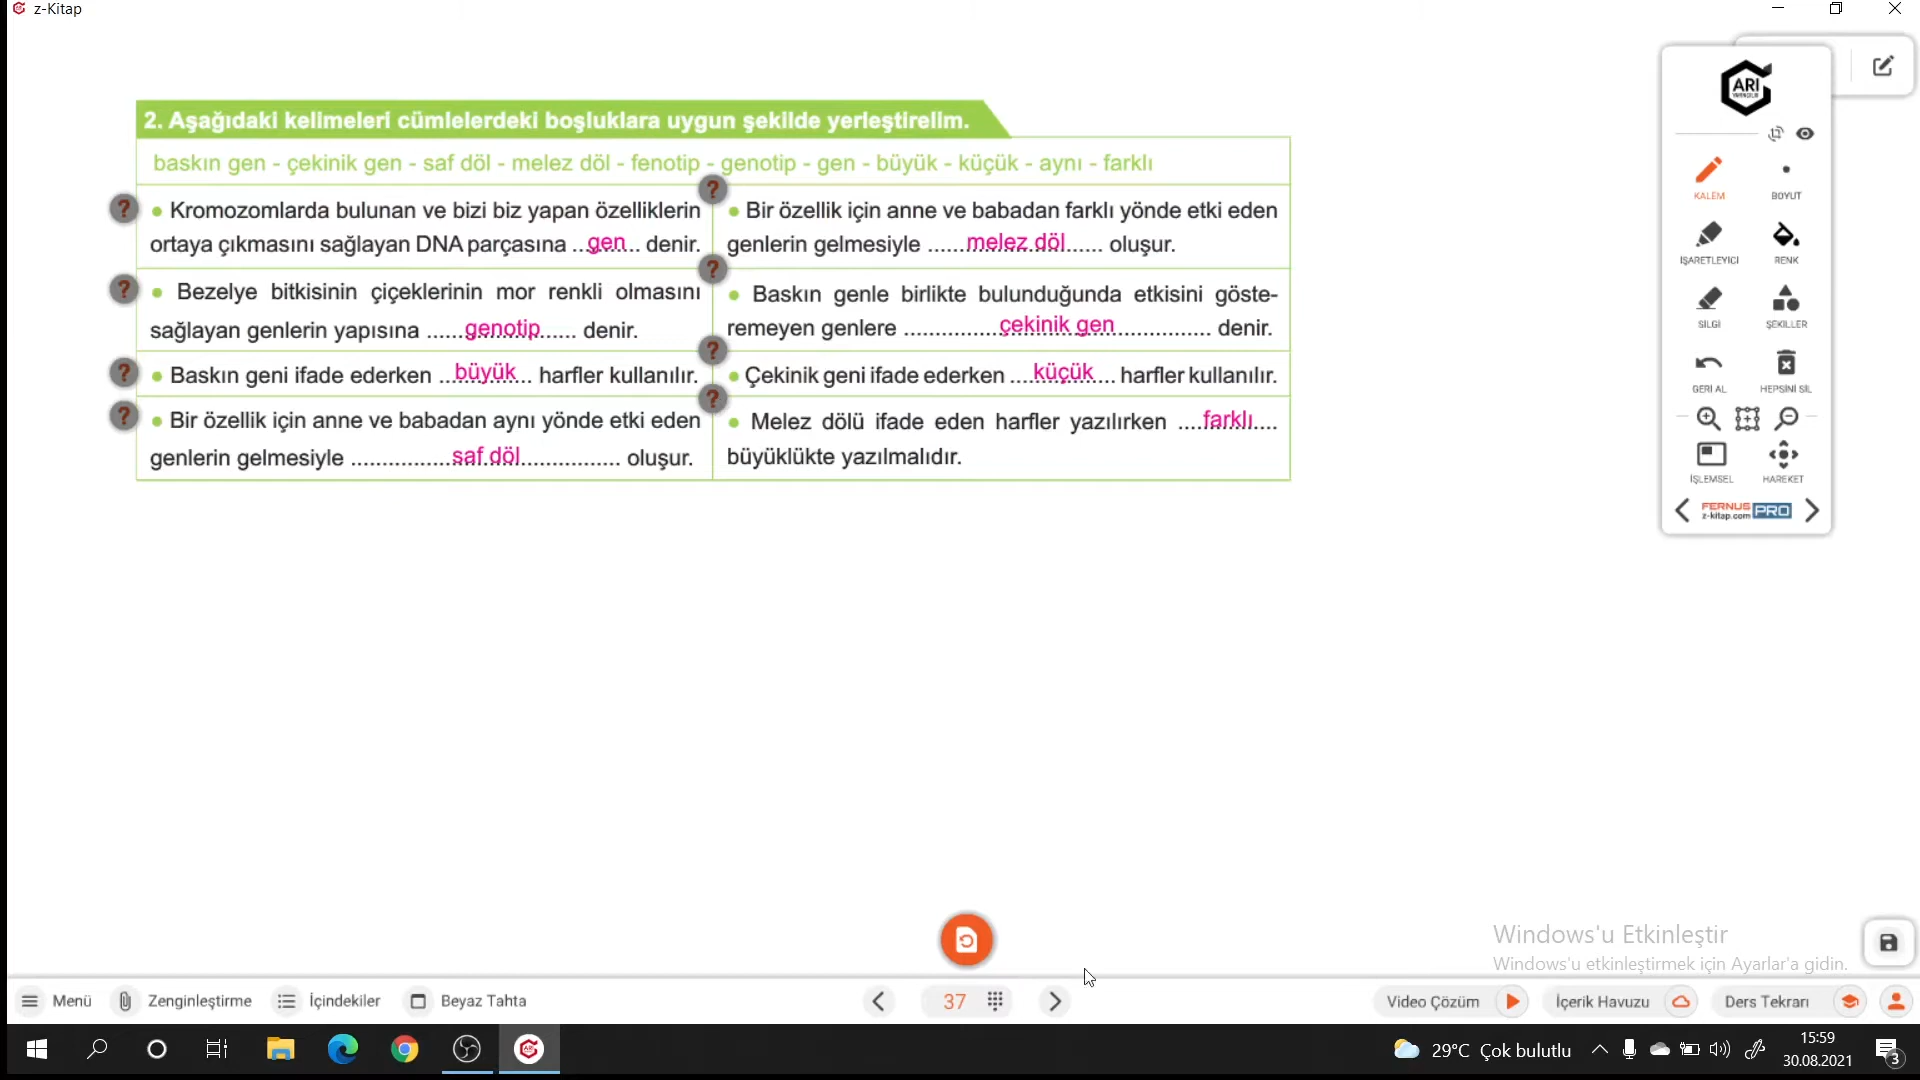 z-Kitap
2. Aşağıdaki kelimeleri cümlelerdeki boşluklara uygun şekilde yerleştirelim.
baskın gen - çekinik gen - saf döl - melez döl - fenotip - genotip - gen - büyük - küçük - aynı - farklı
? • Kromozomlarda bulunan ve bizi biz yapan özelliklerin
ortaya çıkmasını sağlayan DNA parçasına ..gen.... denir.
? • Bezelye bitkisinin çiçeklerinin mor renkli olmasını
sağlayan genlerin yapısına ......genotip...... denir.
? • Baskın geni ifade ederken ..büyük... harfler kullanılır.
? • Bir özellik için anne ve babadan aynı yönde etki eden
genlerin gelmesiyle ................saf döl................ oluşur.
? • Bir özellik için anne ve babadan farklı yönde etki eden
genlerin gelmesiyle ......melez döl...... oluşur.
? • Baskın genle birlikte bulunduğunda etkisini göste-
remeyen genlere ...............çekinik gen............... denir.
? • Çekinik geni ifade ederken ....küçük... harfler kullanılır.
? • Melez dölü ifade eden harfler yazılırken ....farklı....
büyüklükte yazılmalıdır.
ARI
YAYINCILIK
KALEM
BOYUT
İŞARETLEYİCİ
RENK
SİLGİ
ŞEKİLLER
GERİ AL
HEPSİNİ SİL
İŞLEMSEL
HAREKET
FERNUS
z-kitap.com
PRO
Windows'u Etkinleştir
Windows'u etkinleştirmek için Ayarlar'a gidin.
Menü
Zenginleştirme
İçindekiler
Beyaz Tahta
37
Video Çözüm
İçerik Havuzu
Ders Tekrarı
29°C Çok bulutlu
15:59
30.08.2021
3